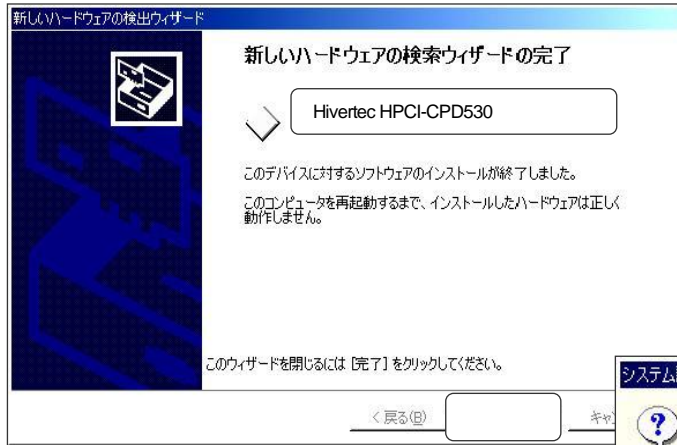 新しいハードウェアの検出ウィザード
新しいハードウェアの検索ウィザードの完了
Hivertec HPCI-CPD530
このデバイスに対するソフトウェアのインストールが終了しました。
このコンピュータを再起動するまで、インストールしたハードウェアは正しく
動作しません。
このウィザードを閉じるには [完了] をクリックしてください。
システム
< 戻る(B)
キャ
?